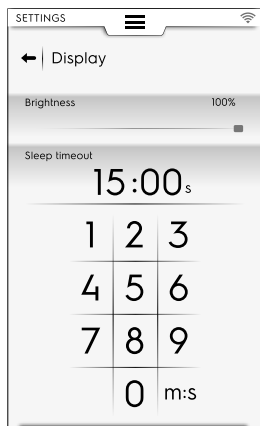 SETTINGS
Display
Brightness 100%
Sleep timeout
15:00s
1 2 3
4 5 6
7 8 9
0 m:s